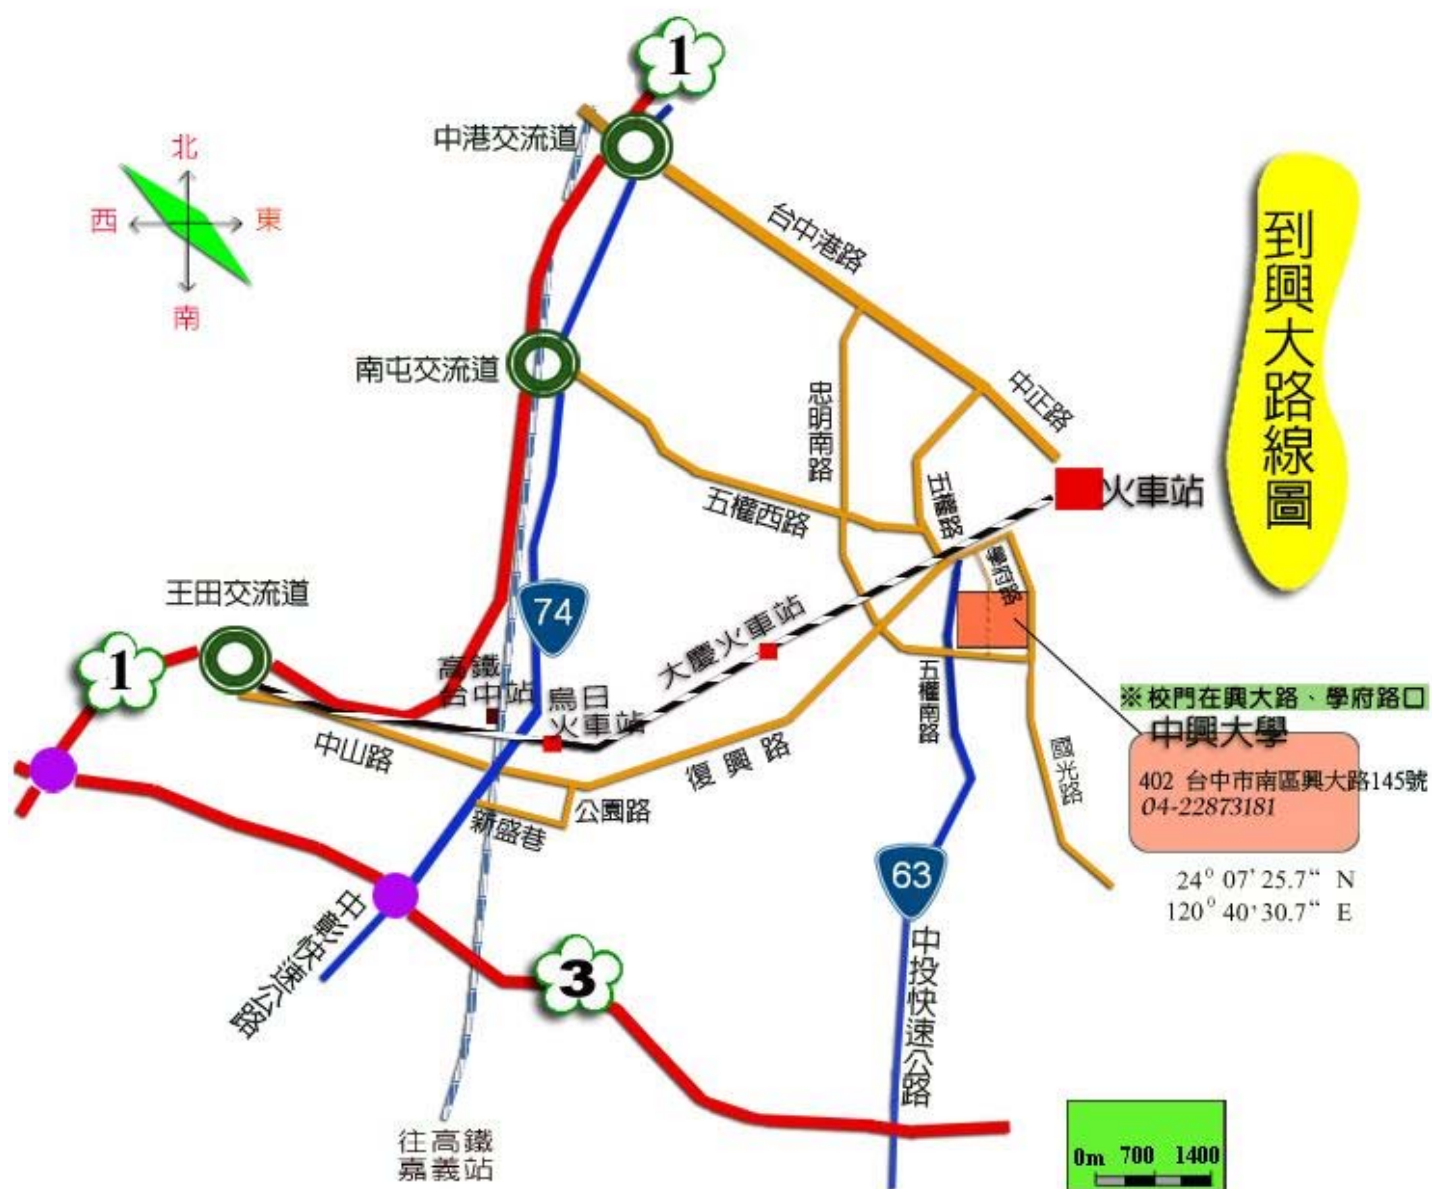 1
中港交流道
北
西
東
南
台中港路
到興大路線圖
南屯交流道
忠明南路
中正路
五權路
火車站
五權西路
學府路
王田交流道
74
1
高鐵
台中站
烏日
火車站
大慶火車站
五權南路
※校門在興大路、學府路口
中興大學
402 台中市南區興大路145號
04-22873181
24° 07' 25.7“ N
120° 40' 30.7“ E
中山路
復興路
國光路
公園路
新盛巷
63
中彰快速公路
3
中投快速公路
往高鐵
嘉義站
0m 700 1400